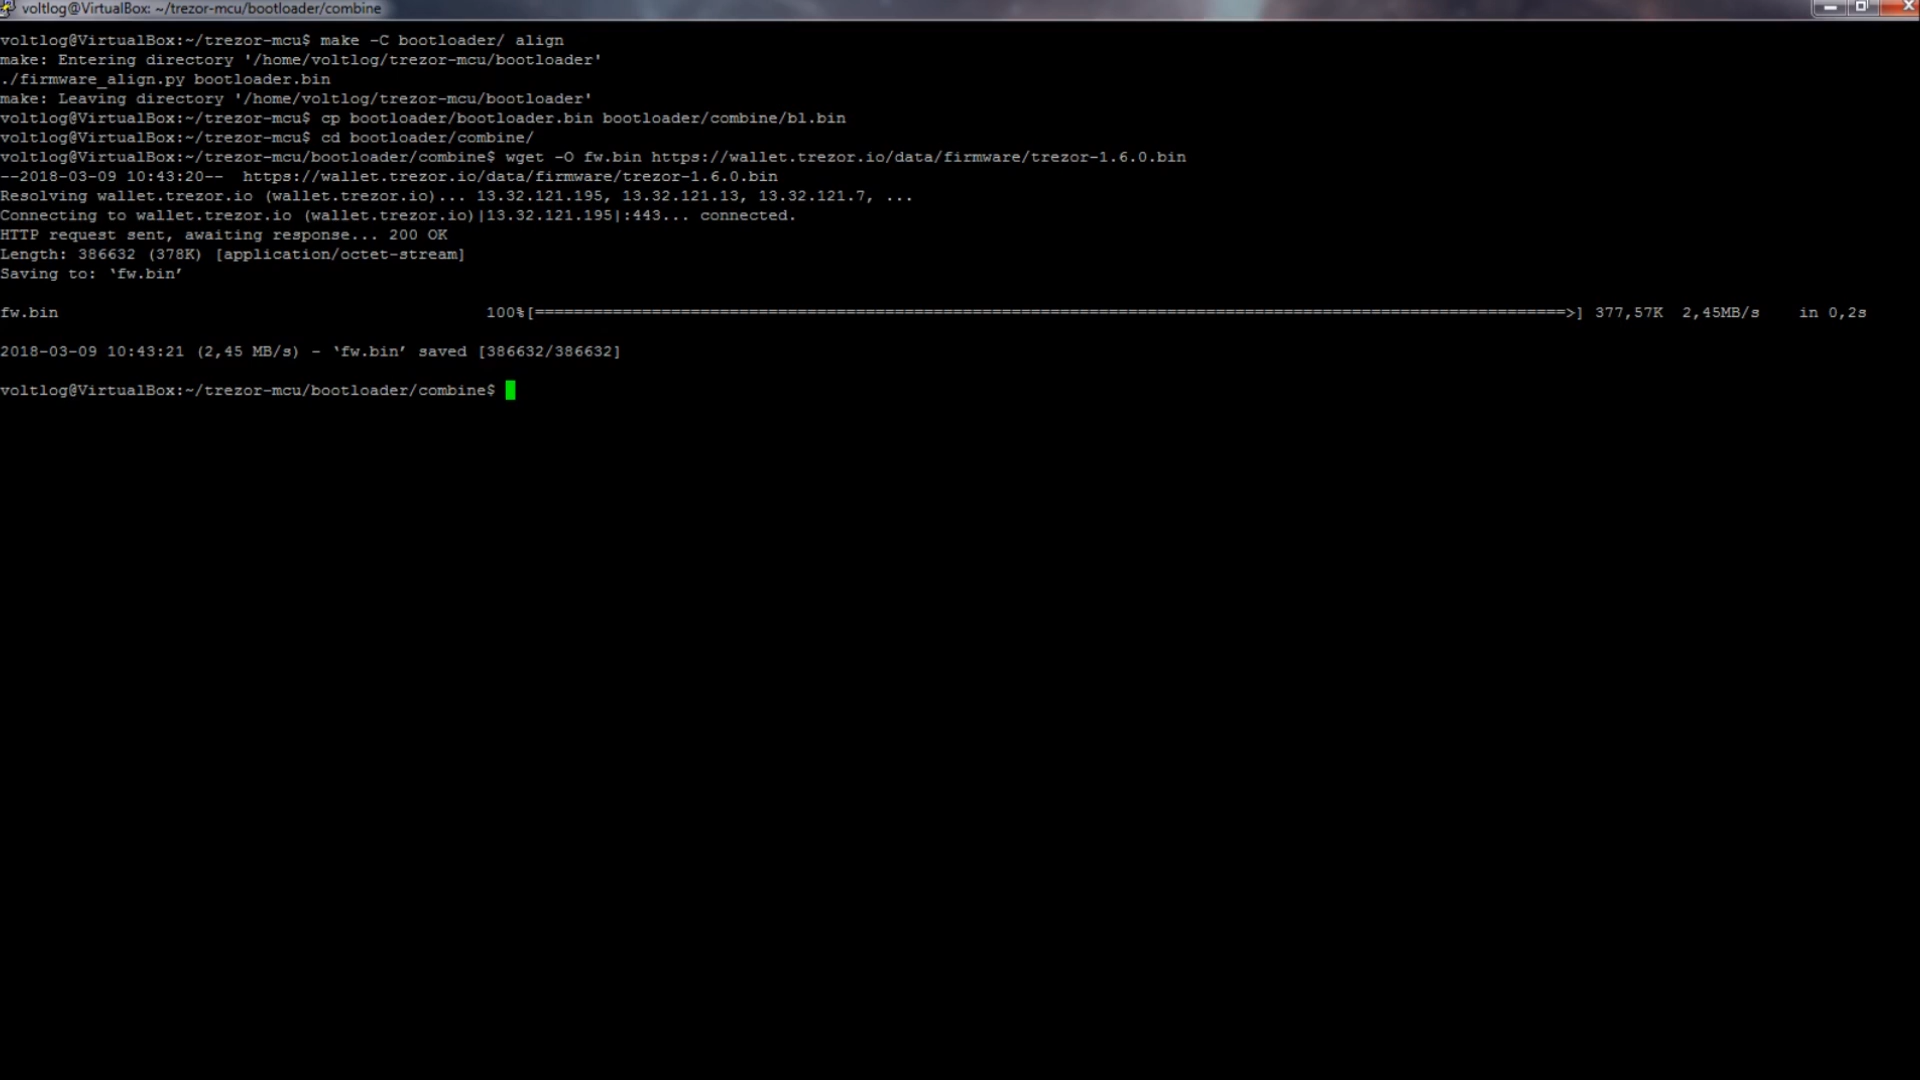 voltlog@VirtualBox: ~/trezor-mcu/bootloader/combine
voltlog@VirtualBox:~/trezor-mcu$ make -C bootloader/ align
make: Entering directory '/home/voltlog/trezor-mcu/bootloader'
./firmware_align.py bootloader.bin
make: Leaving directory '/home/voltlog/trezor-mcu/bootloader'
voltlog@VirtualBox:~/trezor-mcu$ cp bootloader/bootloader.bin bootloader/combine/bl.bin
voltlog@VirtualBox:~/trezor-mcu$ cd bootloader/combine/
voltlog@VirtualBox:~/trezor-mcu/bootloader/combine$ wget -O fw.bin https://wallet.trezor.io/data/firmware/trezor-1.6.0.bin
--2018-03-09 10:43:20--  https://wallet.trezor.io/data/firmware/trezor-1.6.0.bin
Resolving wallet.trezor.io (wallet.trezor.io)... 13.32.121.195, 13.32.121.13, 13.32.121.7, ...
Connecting to wallet.trezor.io (wallet.trezor.io)|13.32.121.195|:443... connected.
HTTP request sent, awaiting response... 200 OK
Length: 386632 (378K) [application/octet-stream]
Saving to: ‘fw.bin’
fw.bin 100%[==========================================================================================================>] 377,57K 2,45MB/s in 0,2s
2018-03-09 10:43:21 (2,45 MB/s) - ‘fw.bin’ saved [386632/386632]
voltlog@VirtualBox:~/trezor-mcu/bootloader/combine$